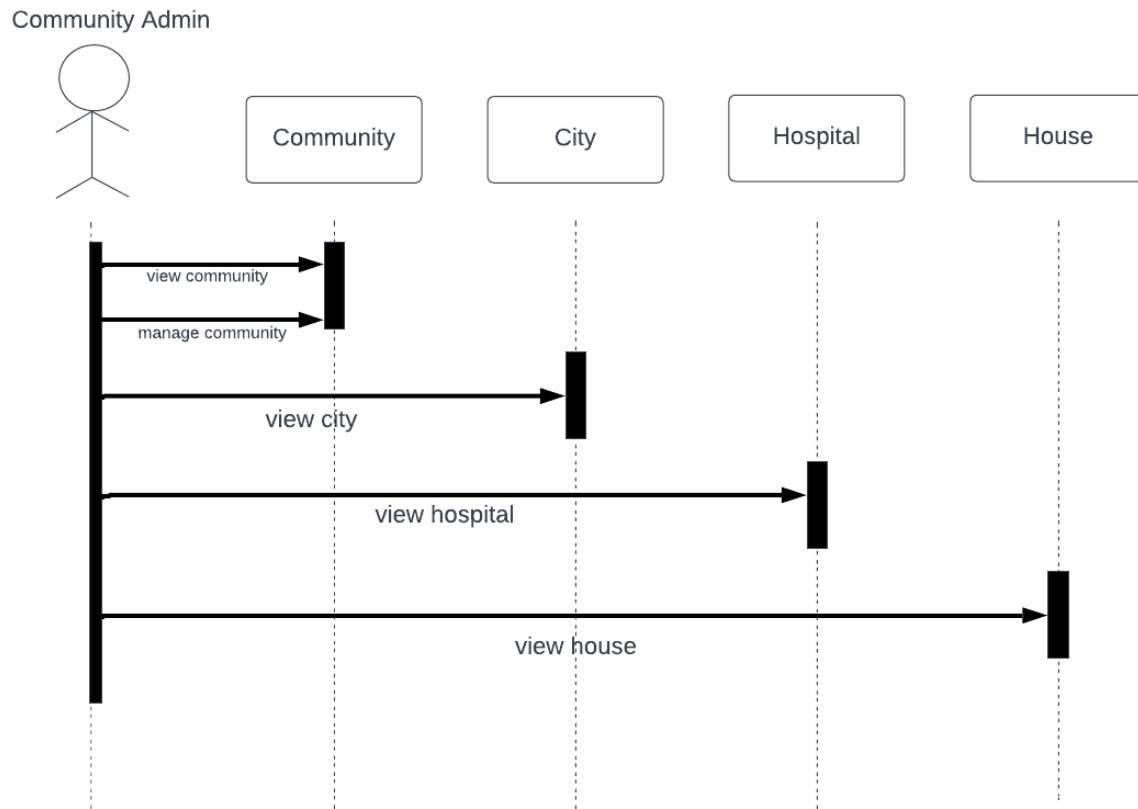 Community Admin
Community
City
Hospital
House
view community
manage community
view city
view hospital
view house